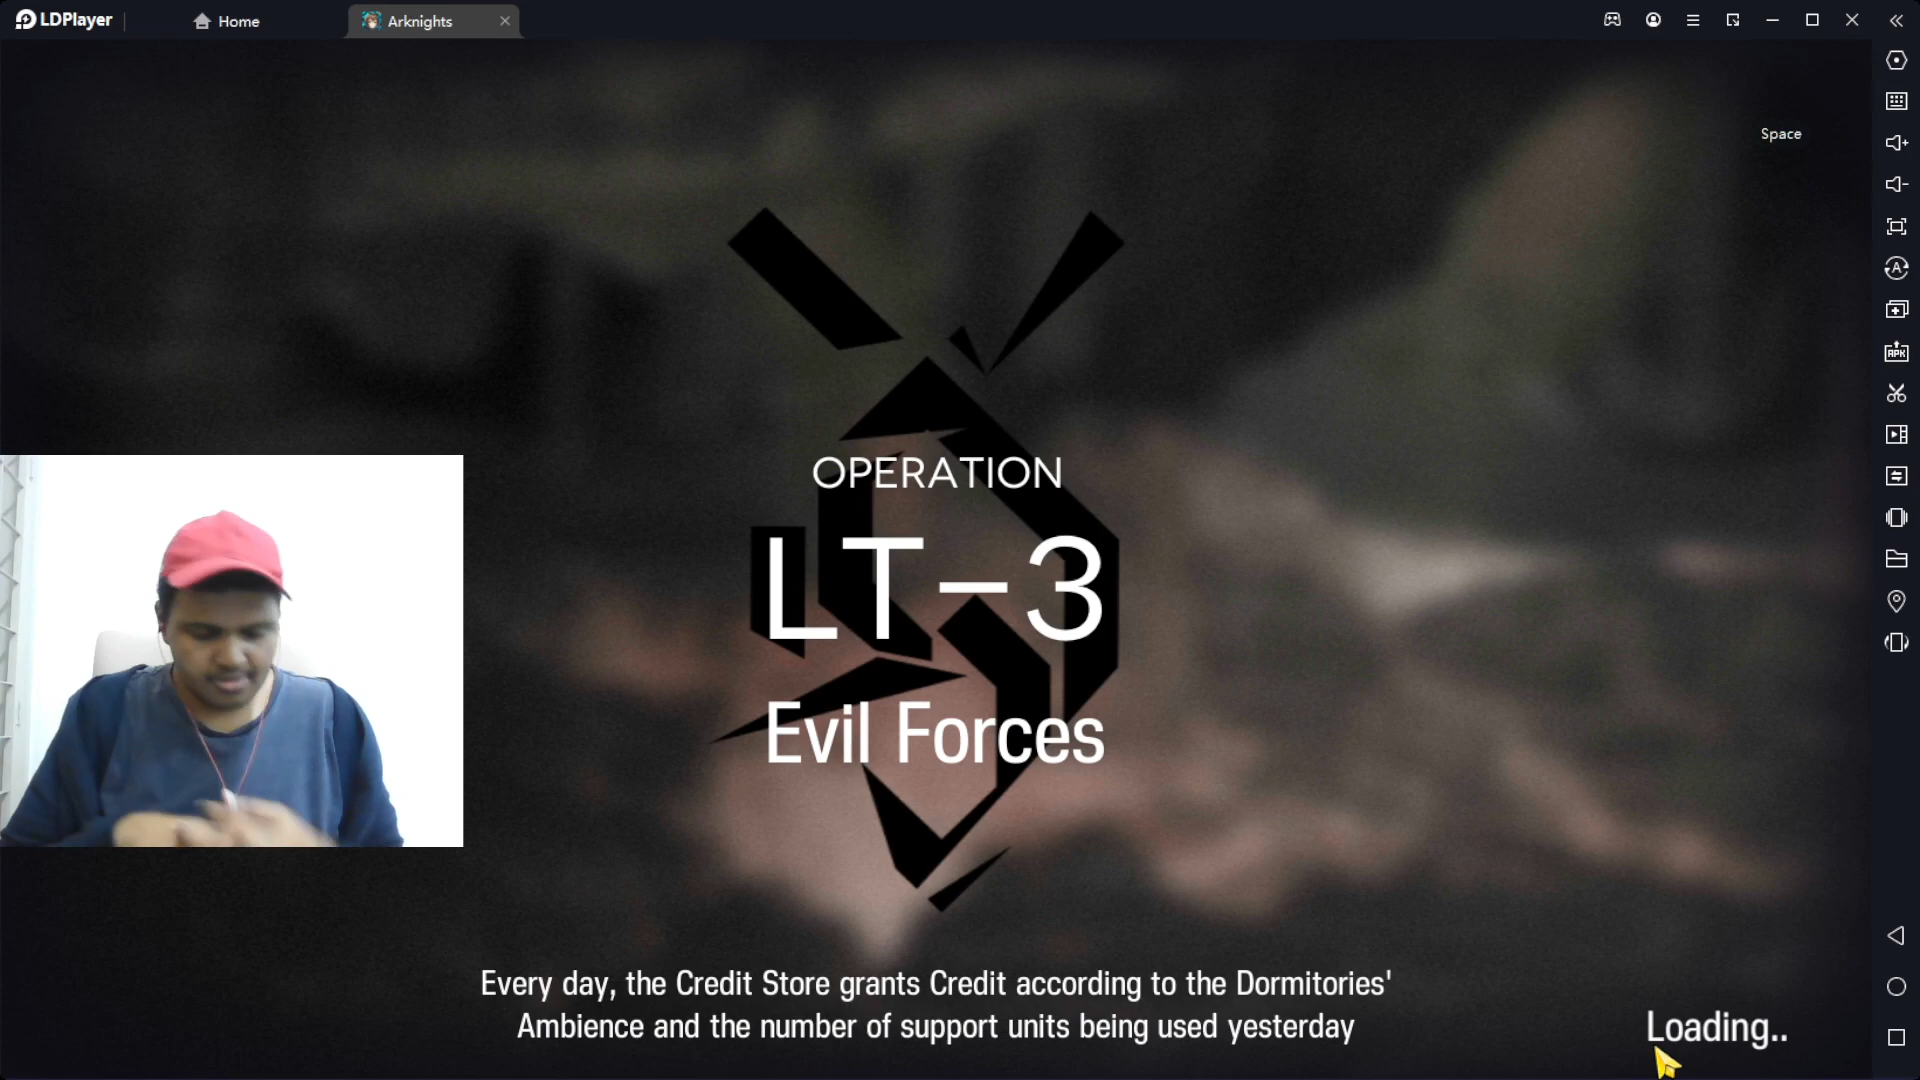 LDPlayer
Home
Arknights
Space
OPERATION
LT-3
Evil Forces
Every day, the Credit Store grants Credit according to the Dormitories'
Ambience and the number of support units being used yesterday
Loading..
APK
A